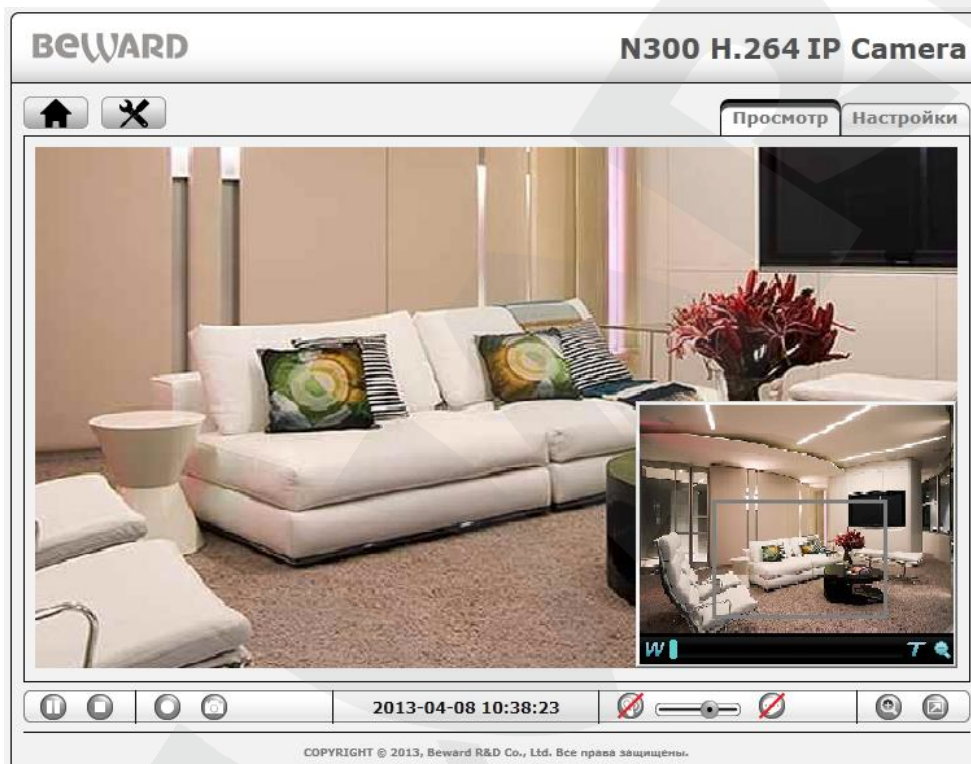 BEWARD
N300 H.264 IP Camera
Просмотр
Настройки
W
T
2013-04-08 10:38:23
COPYRIGHT © 2013, Beward R&D Co., Ltd. Все права защищены.